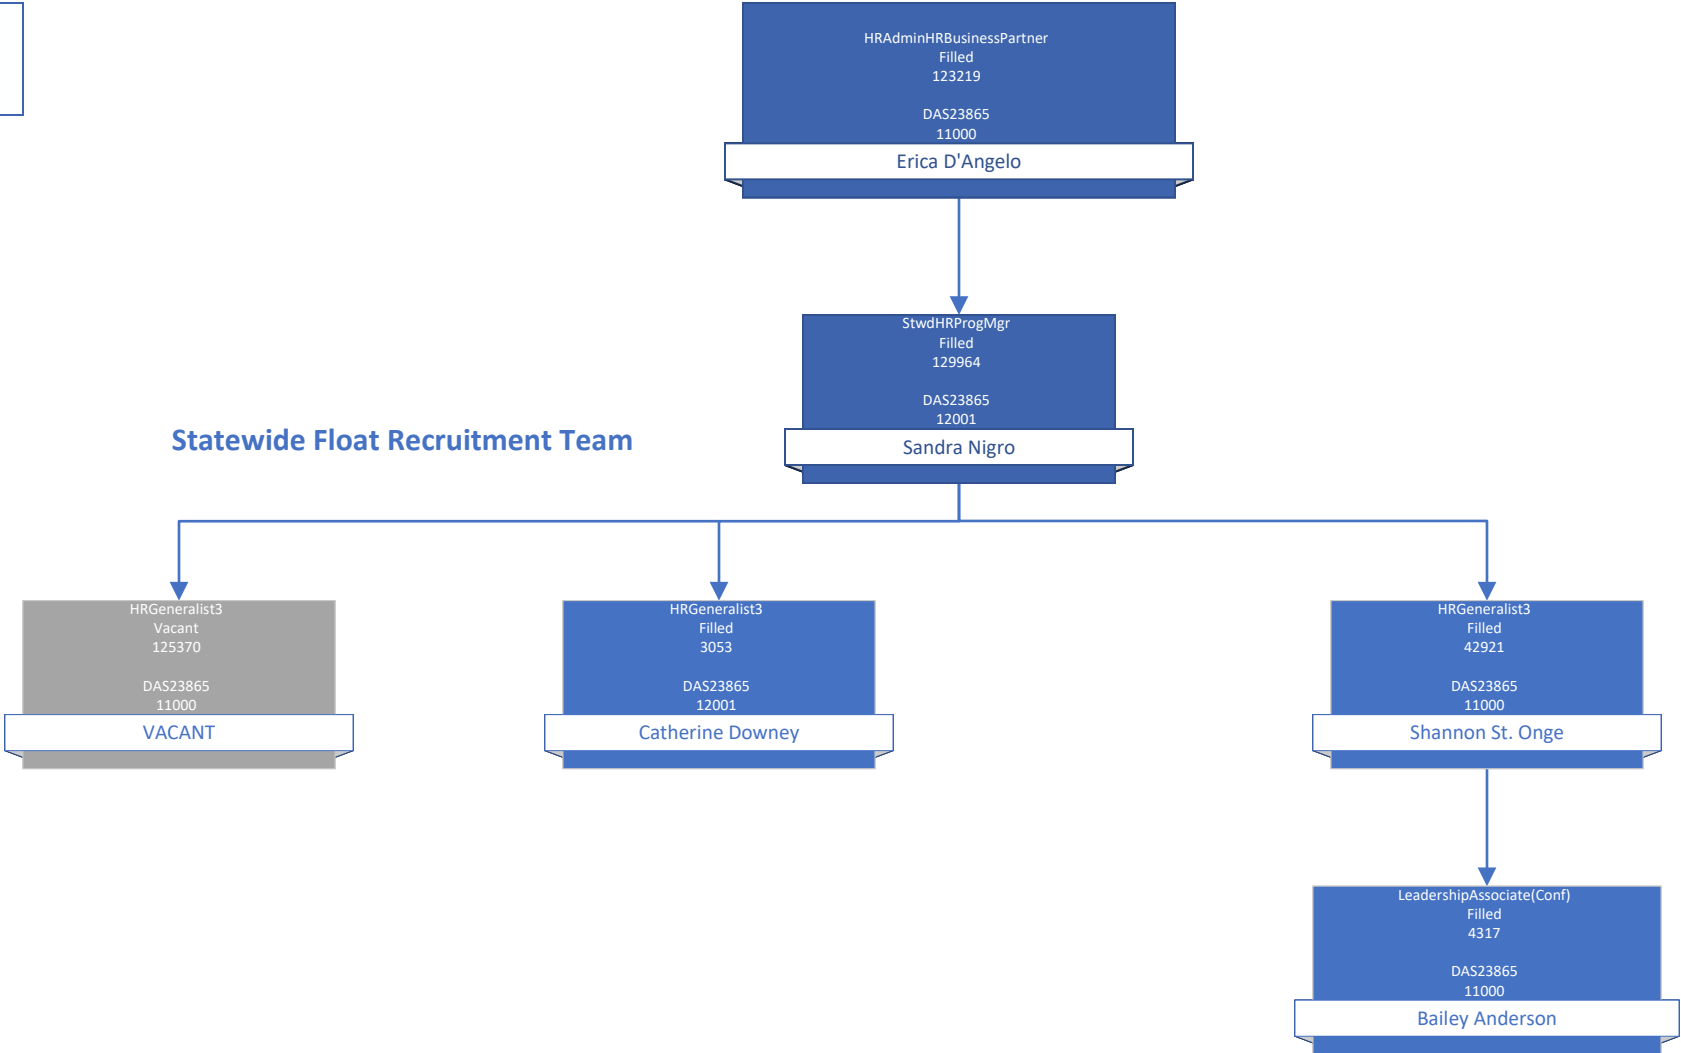 HRAdminHRBusinessPartner
Filled
123219
DAS23865
11000
Erica D'Angelo
StwdHRProgMgr
Filled
129964
DAS23865
12001
Sandra Nigro
Statewide Float Recruitment Team
HRGeneralist3
Vacant
125370
DAS23865
11000
VACANT
HRGeneralist3
Filled
3053
DAS23865
12001
Catherine Downey
HRGeneralist3
Filled
42921
DAS23865
11000
Shannon St. Onge
LeadershipAssociate(Conf)
Filled
4317
DAS23865
11000
Bailey Anderson